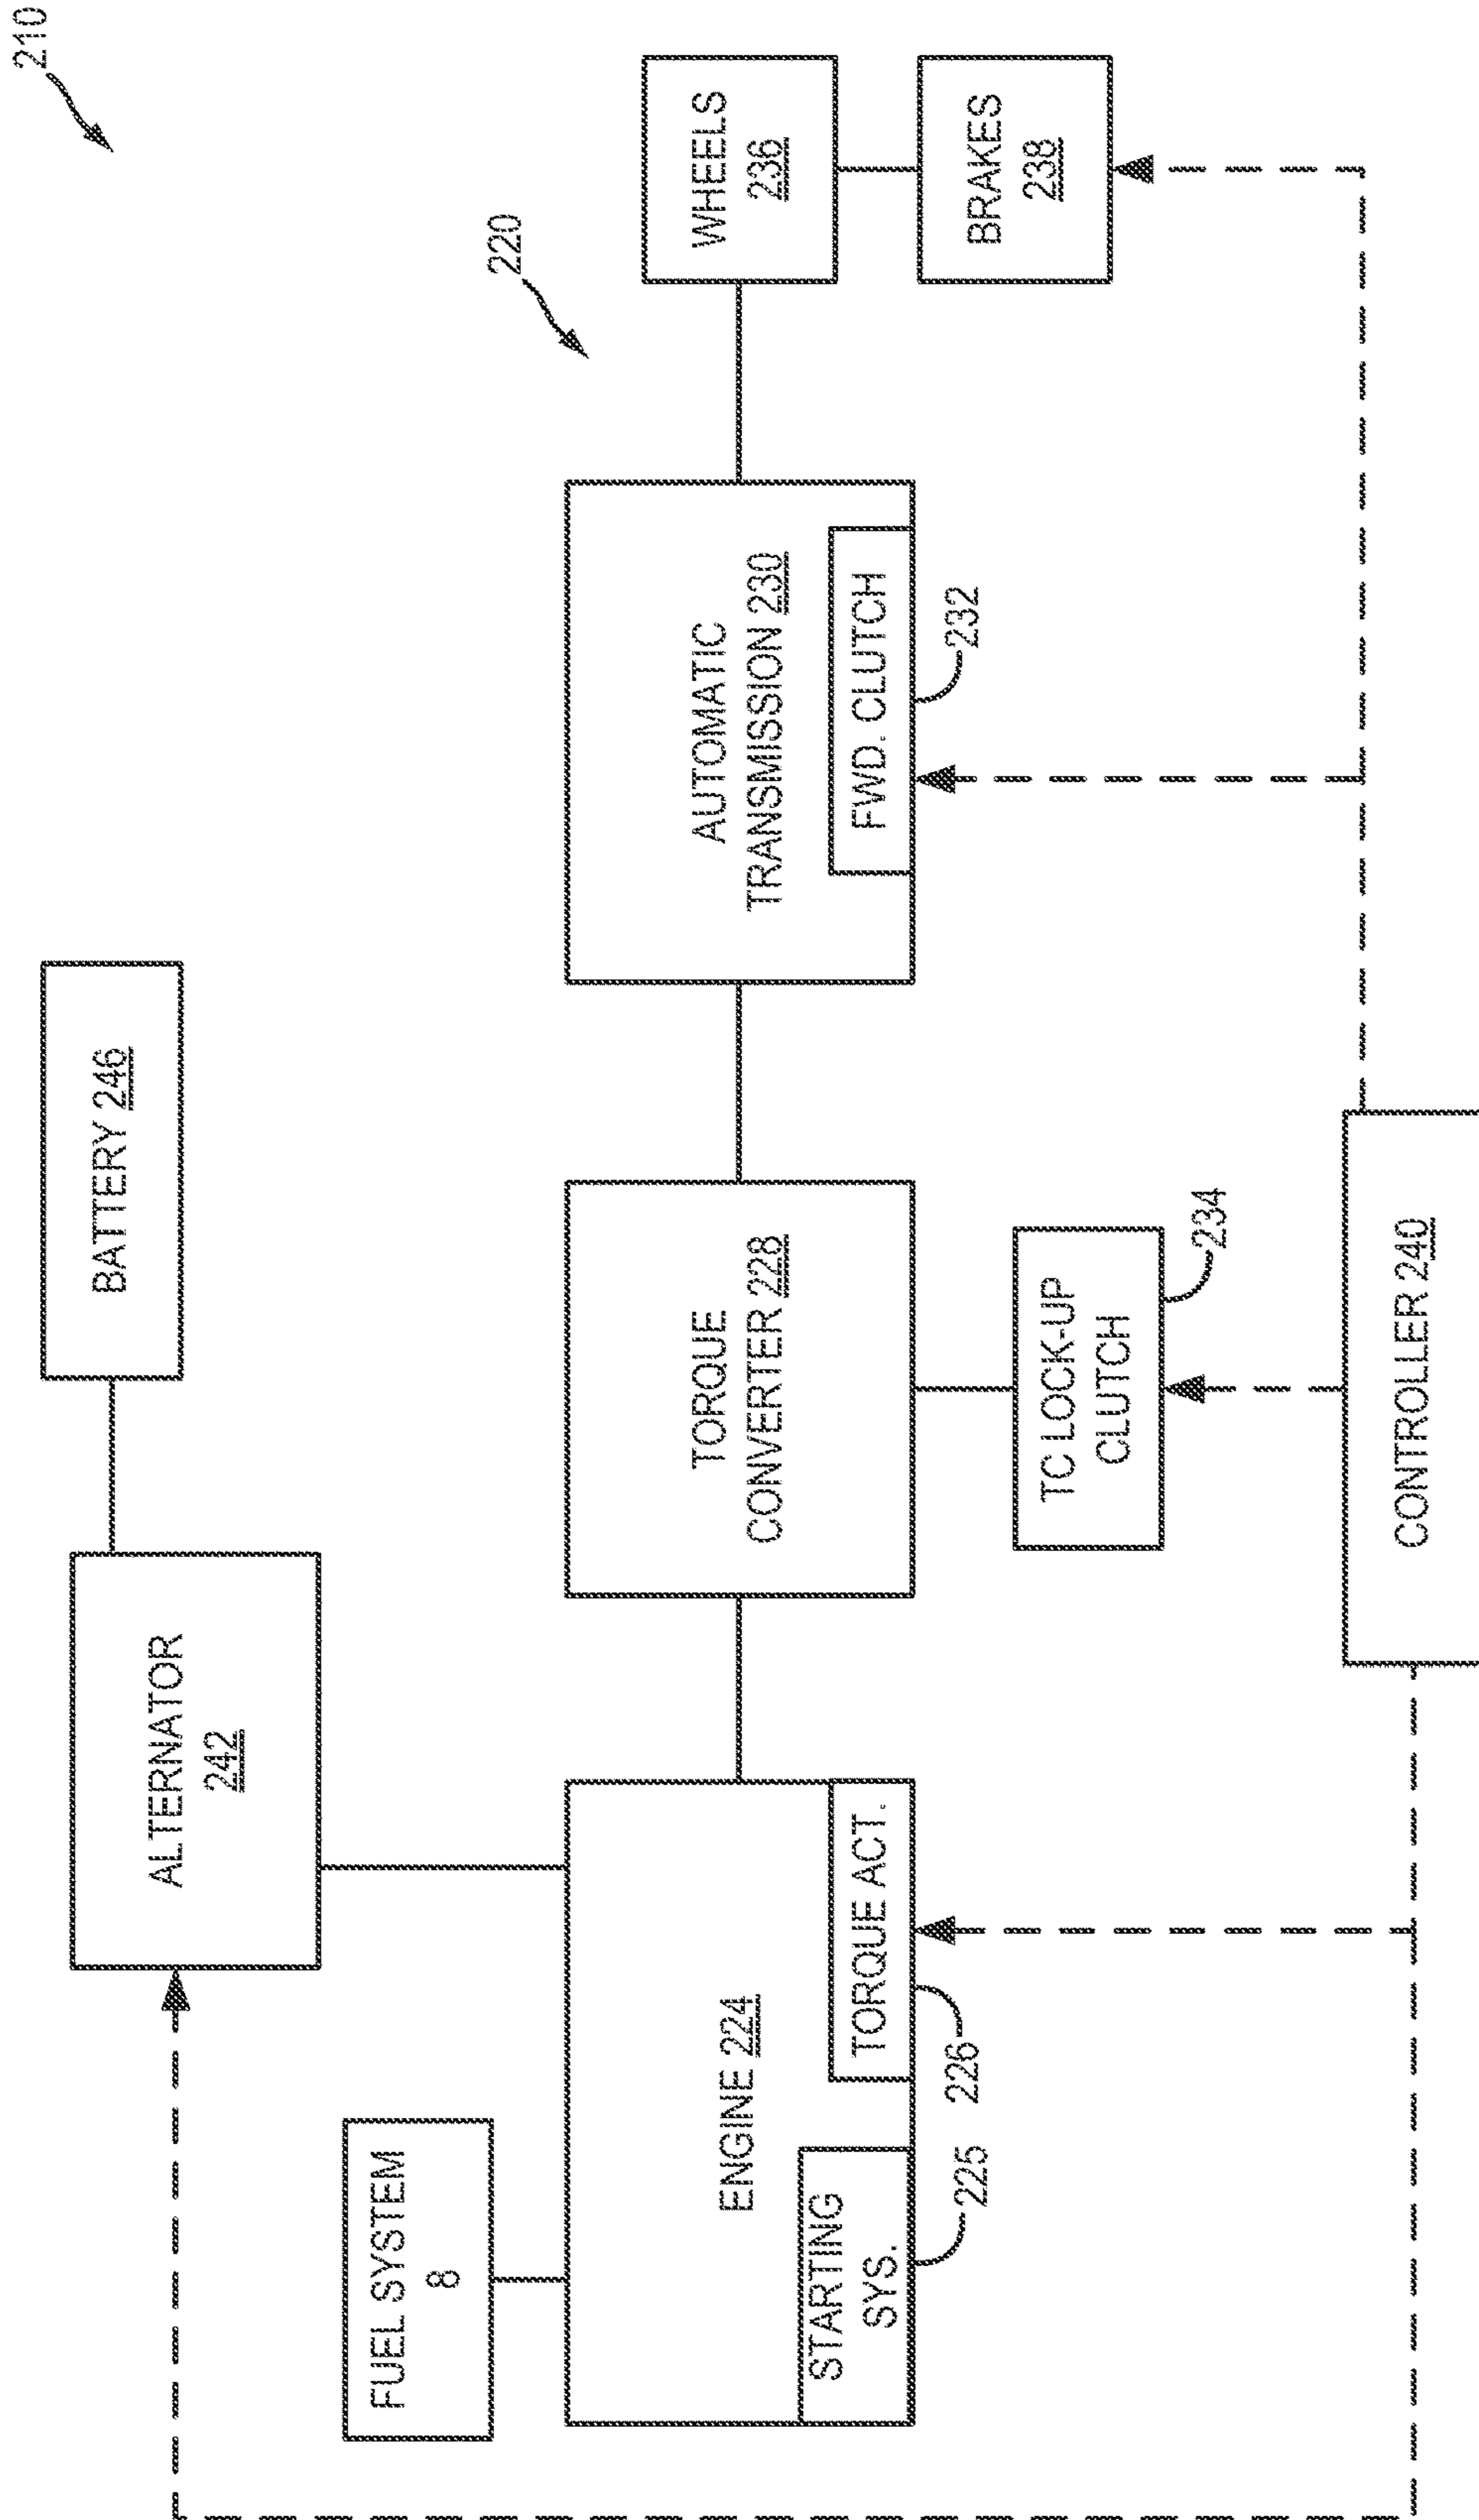 210
BATTERY 246
ALTERNATOR
242
220
FUEL SYSTEM
8
ENGINE 224
STARTING
SYS.
225
TORQUE ACT.
226
TORQUE
CONVERTER 228
TC LOCK-UP
CLUTCH
234
AUTOMATIC
TRANSMISSION 230
FWD. CLUTCH
232
WHEELS
236
BRAKES
238
CONTROLLER 240